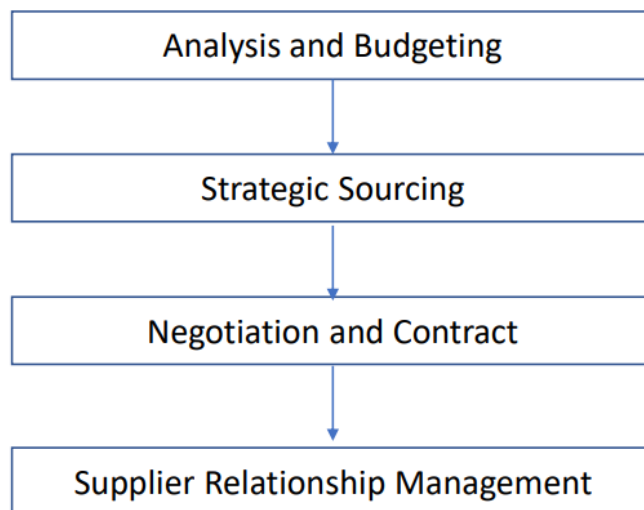 Analysis and Budgeting
Strategic Sourcing
Negotiation and Contract
Supplier Relationship Management